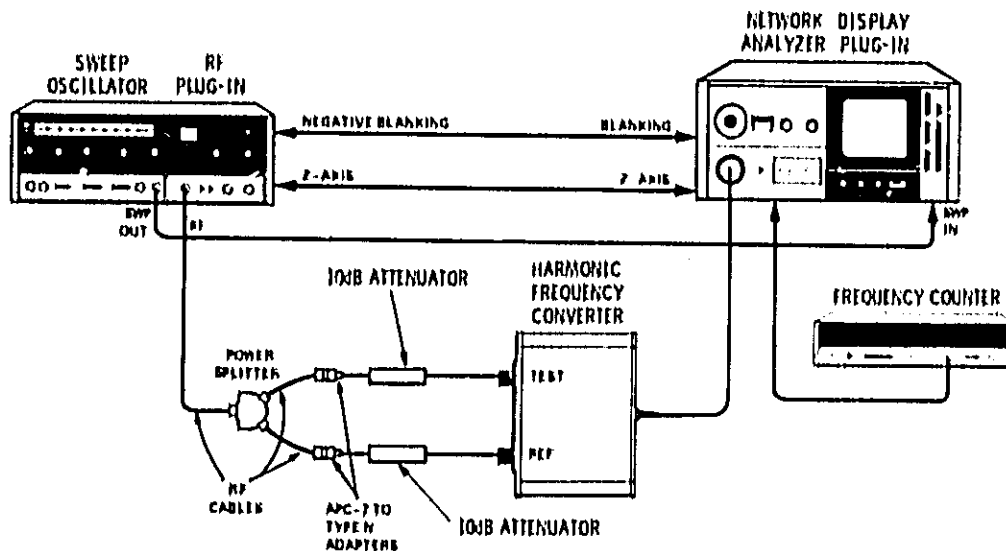 NETWORK DISPLAY
ANALYZER PLUG-IN
SWEEP
OSCILLATOR
RF
PLUG-IN
NEGATIVE BLANKING
BLANKING
Z-AXIS
Z-AXIS
SWP
OUT
RF
SWP
IN
10dB ATTENUATOR
HARMONIC
FREQUENCY
CONVERTER
FREQUENCY COUNTER
POWER
SPLITTER
TEST
REF
RF
CABLES
APC-7 TO
TYPE N
ADAPTERS
10dB ATTENUATOR